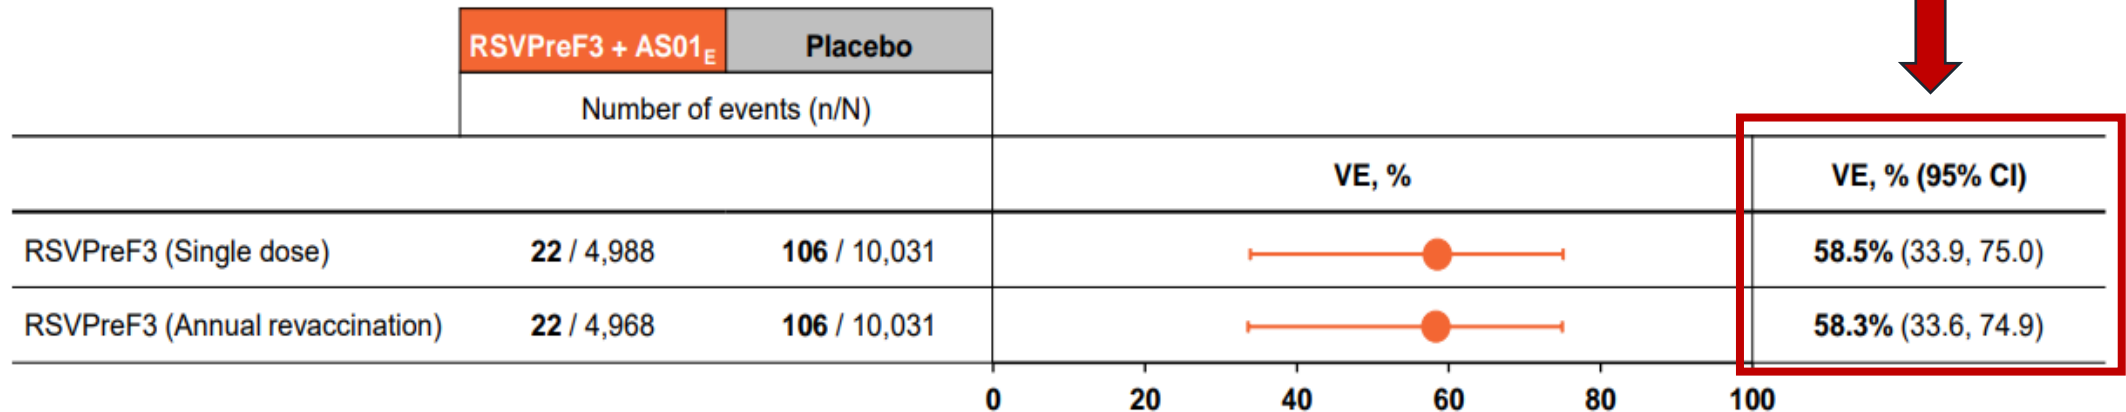 RSVPreF3 + AS01E Placebo
Number of events (n/N)
VE, % VE, % (95% CI)
RSVPreF3 (Single dose) 22 / 4,988 106 / 10,031 58.5% (33.9, 75.0)
RSVPreF3 (Annual revaccination) 22 / 4,968 106 / 10,031 58.3% (33.6, 74.9)
0 20 40 60 80 100